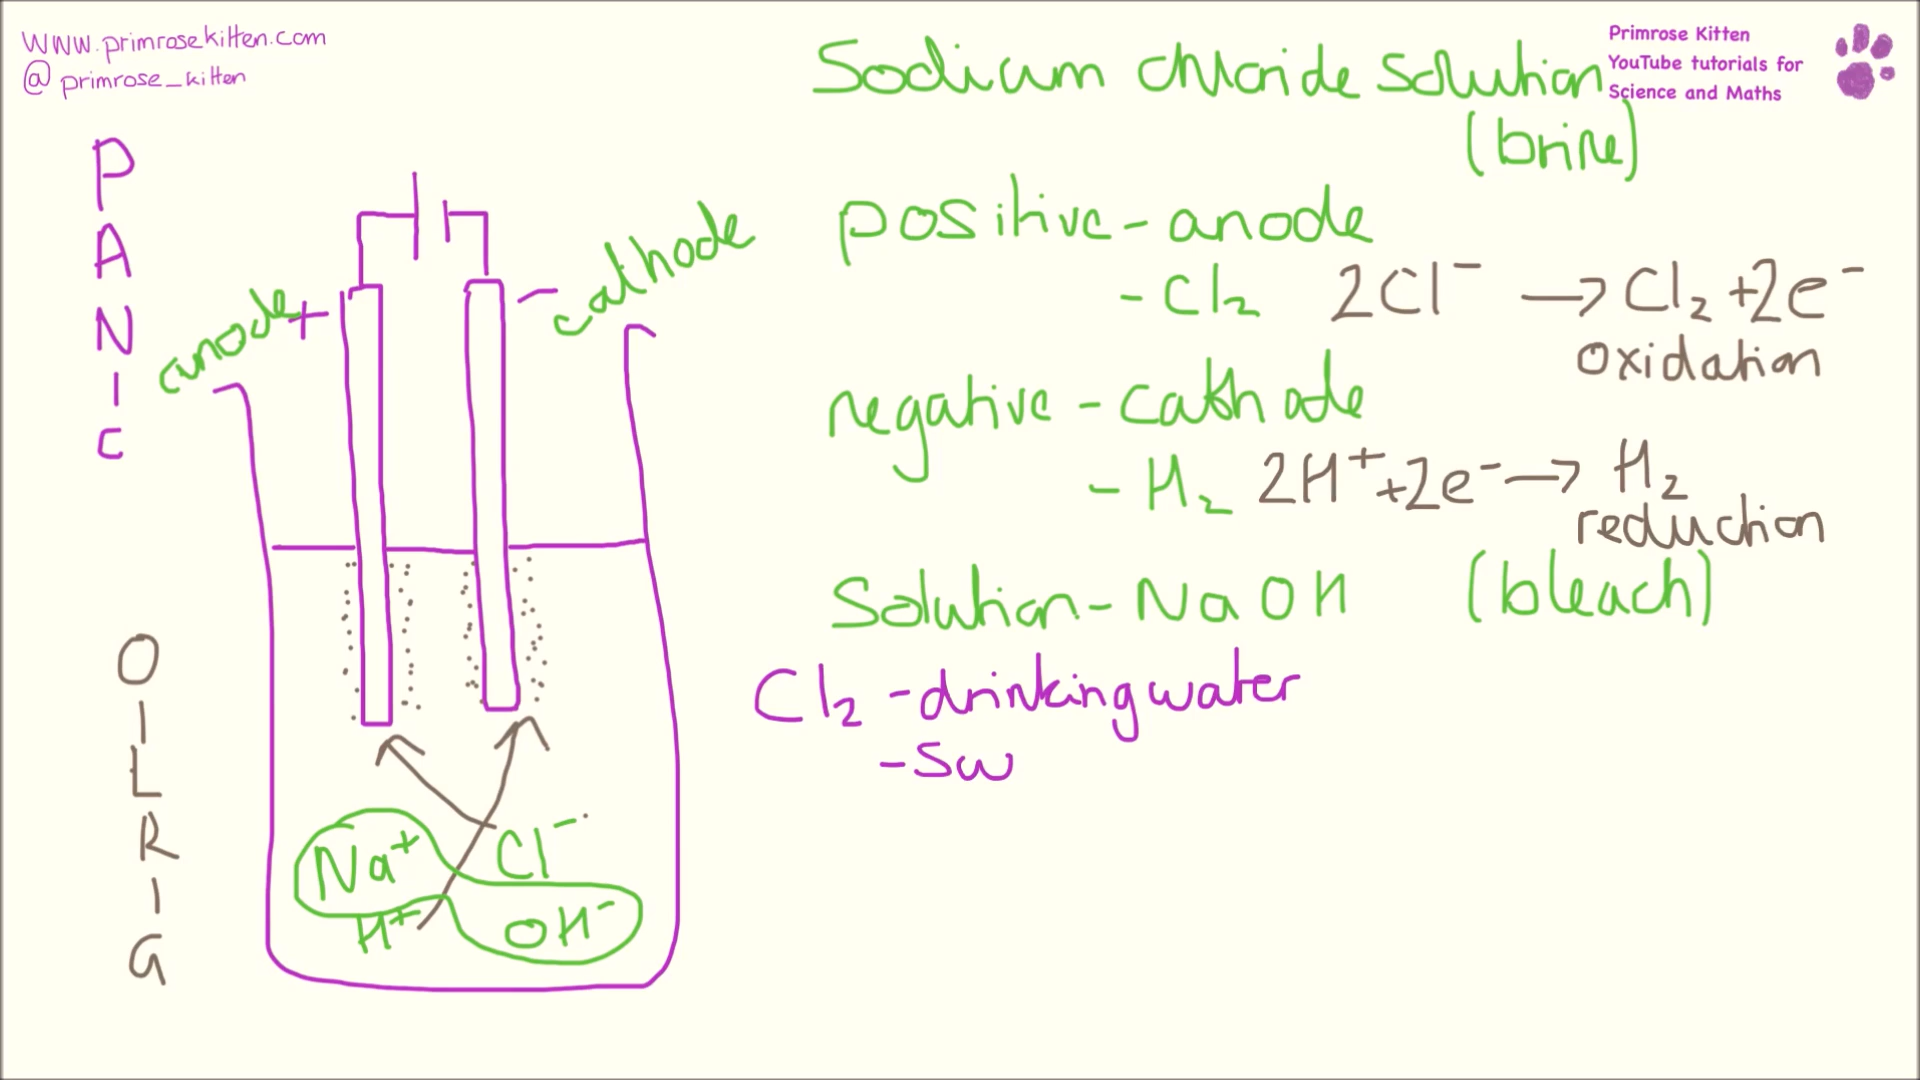 www.primrosekitten.com
@primrose_kitten
Primrose Kitten
YouTube tutorials for
Science and Maths
Sodium chloride solution
(brine)
P
A
N
I
C
O
I
L
R
I
G
anode +
- cathode
Na⁺ Cl⁻
H⁺ OH⁻
positive - anode
- Cl₂ 2Cl⁻ → Cl₂ + 2e⁻
oxidation
negative - cathode
- H₂ 2H⁺ + 2e⁻ → H₂
reduction
Solution - NaOH (bleach)
Cl₂ - drinking water
- sw